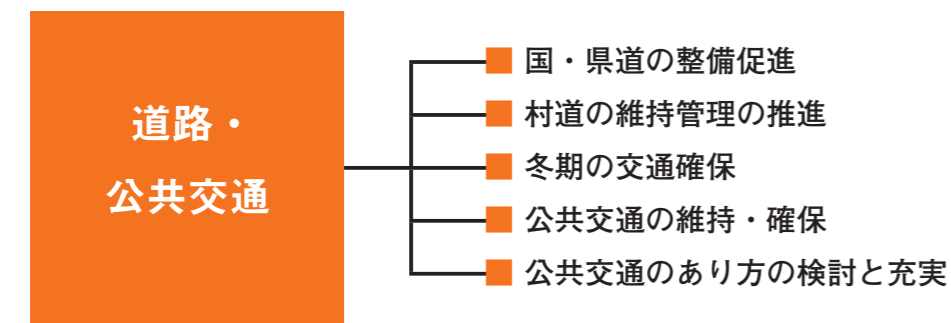 道路・
公共交通
国・県道の整備促進
村道の維持管理の推進
冬期の交通確保
公共交通の維持・確保
公共交通のあり方の検討と充実